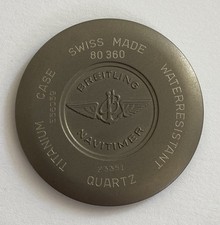 SWISS MADE
80360
WATERRESISTANT
QUARTZ
TITANIUM CASE
BREITLING
NAVITIMER